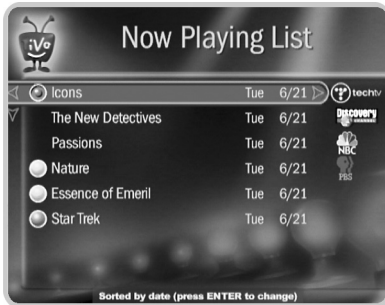 TiVo
Now Playing List
Icons Tue 6/21 techtv
The New Detectives Tue 6/21 Discovery
Passions Tue 6/21 NBC
Nature Tue 6/21 PBS
Essence of Emeril Tue 6/21
Star Trek Tue 6/21
Sorted by date (press ENTER to change)